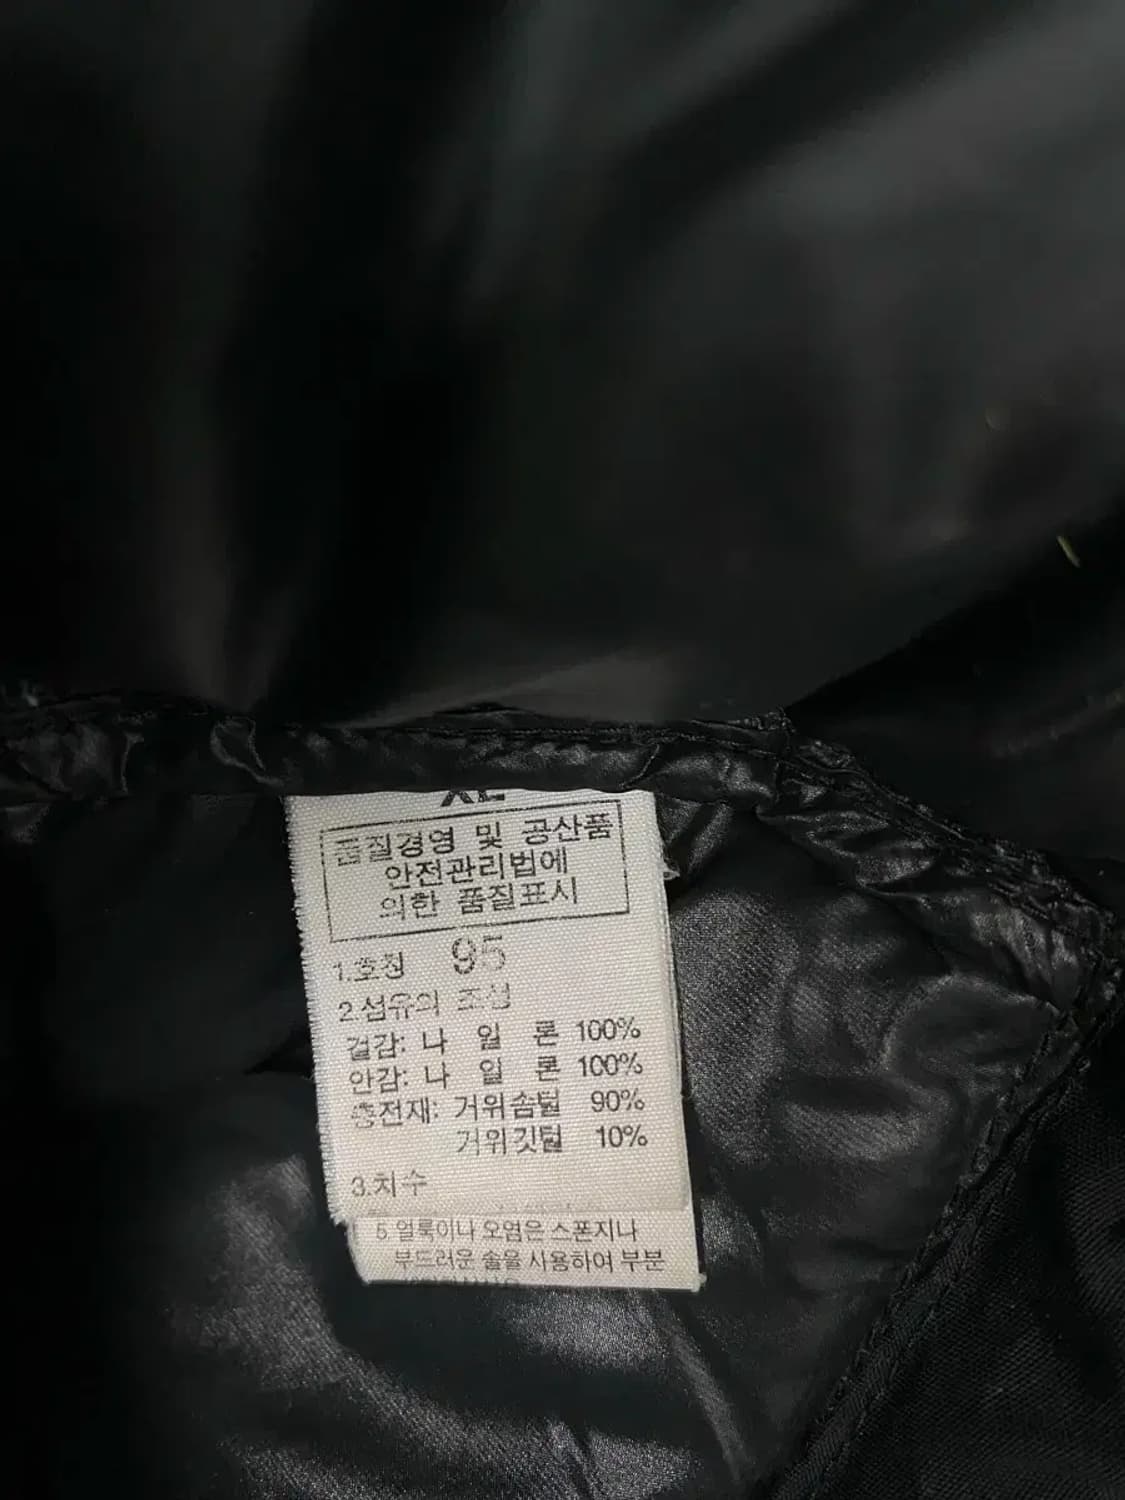 XL
품질경영 및 공산품
안전관리법에
의한 품질표시
1.호칭 95
2.섬유의 조성
겉감: 나 일 론 100%
안감: 나 일 론 100%
충전재: 거위솜털 90%
거위깃털 10%
3.치수
5 얼룩이나 오염은 스폰지나
부드러운 솔을 사용하여 부분